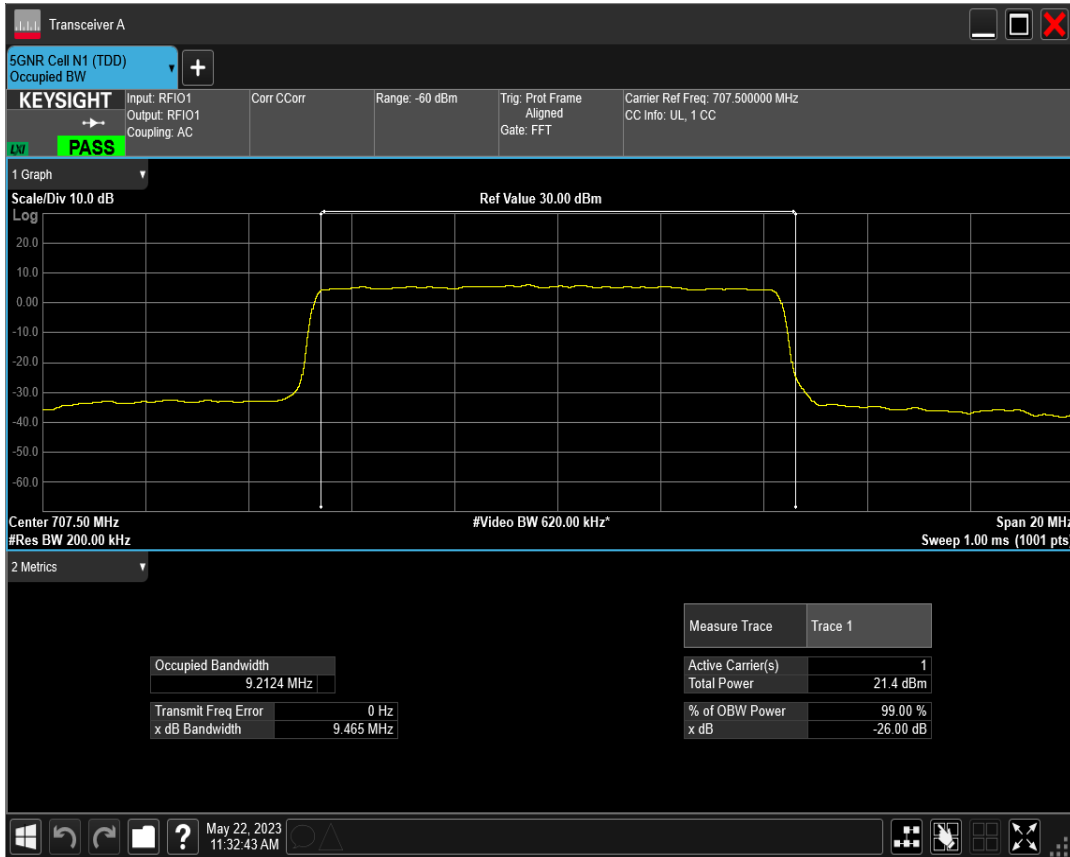 Transceiver A
5GNR Cell N1 (TDD)
Occupied BW
+
KEYSIGHT
LXI
PASS
Input: RFIO1
Output: RFIO1
Coupling: AC
Corr CCorr
Range: -60 dBm
Trig: Prot Frame
Aligned
Gate: FFT
Carrier Ref Freq: 707.500000 MHz
CC Info: UL, 1 CC
1 Graph
Scale/Div 10.0 dB
Ref Value 30.00 dBm
Log
20.0
10.0
0.00
-10.0
-20.0
-30.0
-40.0
-50.0
-60.0
Center 707.50 MHz
#Video BW 620.00 kHz*
Span 20 MHz
#Res BW 200.00 kHz
Sweep 1.00 ms (1001 pts)
2 Metrics
Measure Trace Trace 1
Occupied Bandwidth
9.2124 MHz
Active Carrier(s) 1
Total Power 21.4 dBm
Transmit Freq Error 0 Hz
x dB Bandwidth 9.465 MHz
% of OBW Power 99.00 %
x dB -26.00 dB
?
May 22, 2023
11:32:43 AM